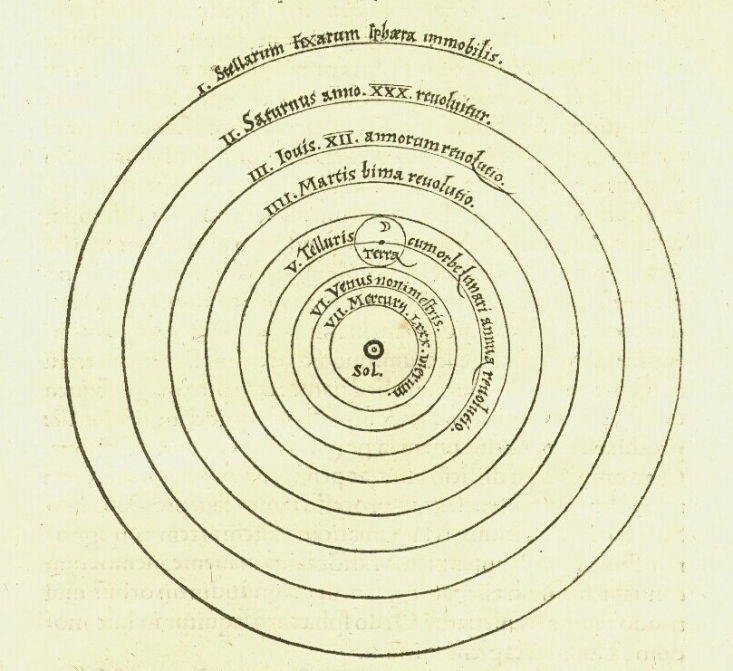 I. Stellarum Fixarum sphæra immobilis.
II. Saturnus anno. XXX. reuoluitur.
III. Iouis. XII. annorum reuolutio.
IIII. Martis bima reuolutio.
V. Telluris cum orbe lunari annua reuolutio.
Terra
VI. Venus nonimestris.
VII. Mercurij. LXXX. dierum.
Sol.